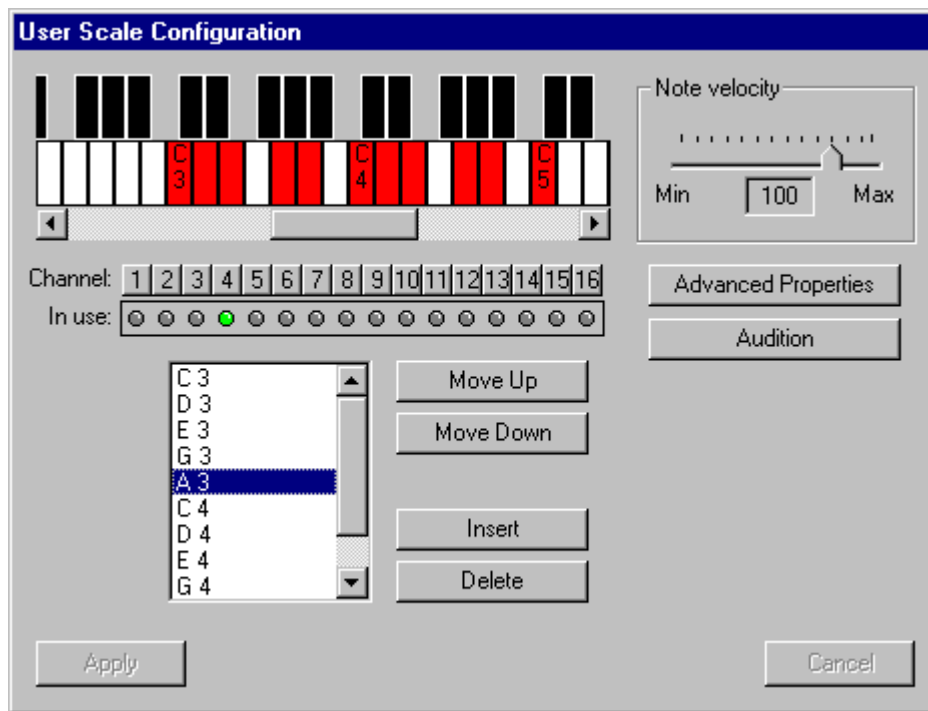 User Scale Configuration
C 3
C 4
C 5
Note velocity
Min 100 Max
Channel: 1 2 3 4 5 6 7 8 9 10 11 12 13 14 15 16
In use:
Advanced Properties
Audition
C 3
D 3
E 3
G 3
A 3
C 4
D 4
E 4
G 4
Move Up
Move Down
Insert
Delete
Apply
Cancel